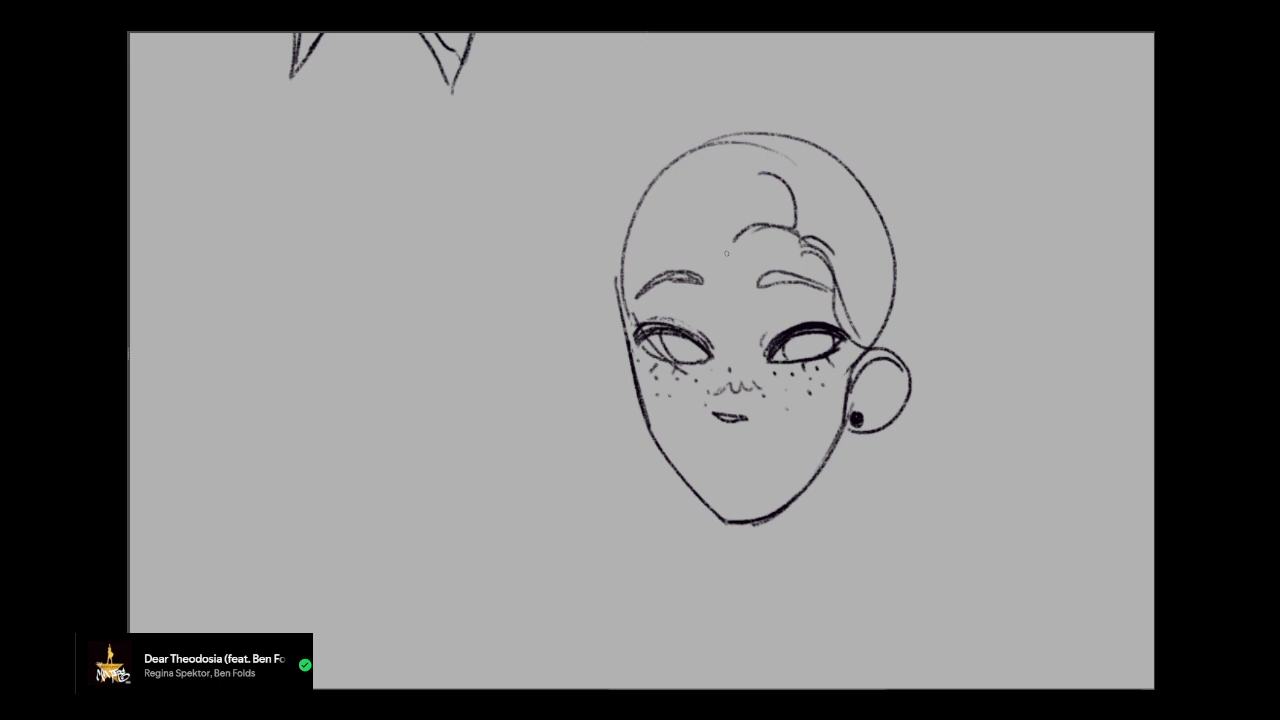 Dear Theodosia (feat. Ben Fo
Regina Spektor, Ben Folds